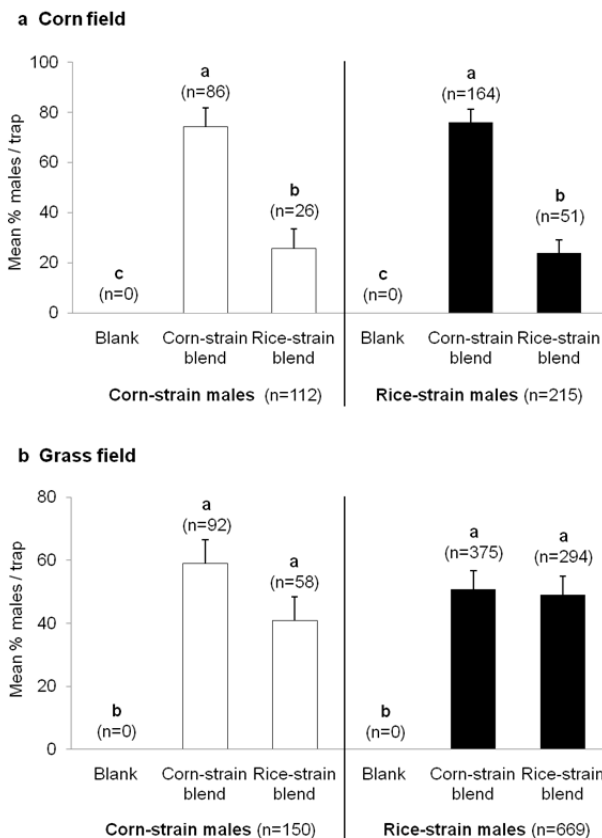 a Corn field
Mean % males / trap
100
80
60
40
20
0
c
(n=0)
a
(n=86)
b
(n=26)
c
(n=0)
a
(n=164)
b
(n=51)
Blank
Corn-strain
blend
Rice-strain
blend
Blank
Corn-strain
blend
Rice-strain
blend
Corn-strain males (n=112)
Rice-strain males (n=215)
b Grass field
Mean % males / trap
80
60
40
20
0
b
(n=0)
a
(n=92)
a
(n=58)
b
(n=0)
a
(n=375)
a
(n=294)
Blank
Corn-strain
blend
Rice-strain
blend
Blank
Corn-strain
blend
Rice-strain
blend
Corn-strain males (n=150)
Rice-strain males (n=669)